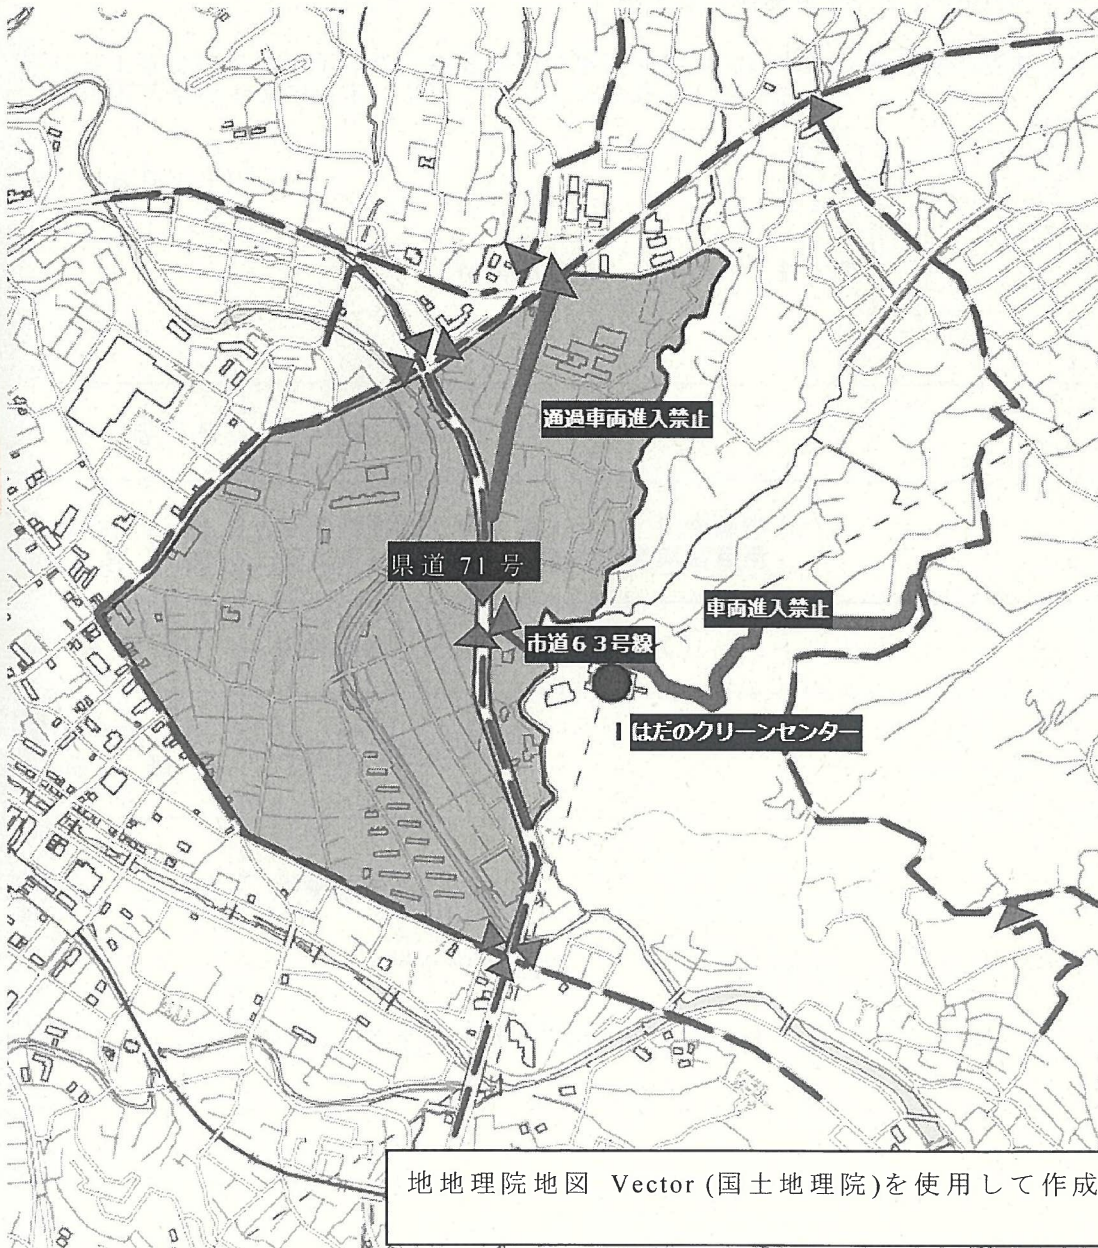 通過車両進入禁止
県道 71 号
車両進入禁止
市道63号線
はだのクリーンセンター
地地理院地図 Vector (国土地理院)を使用して作成